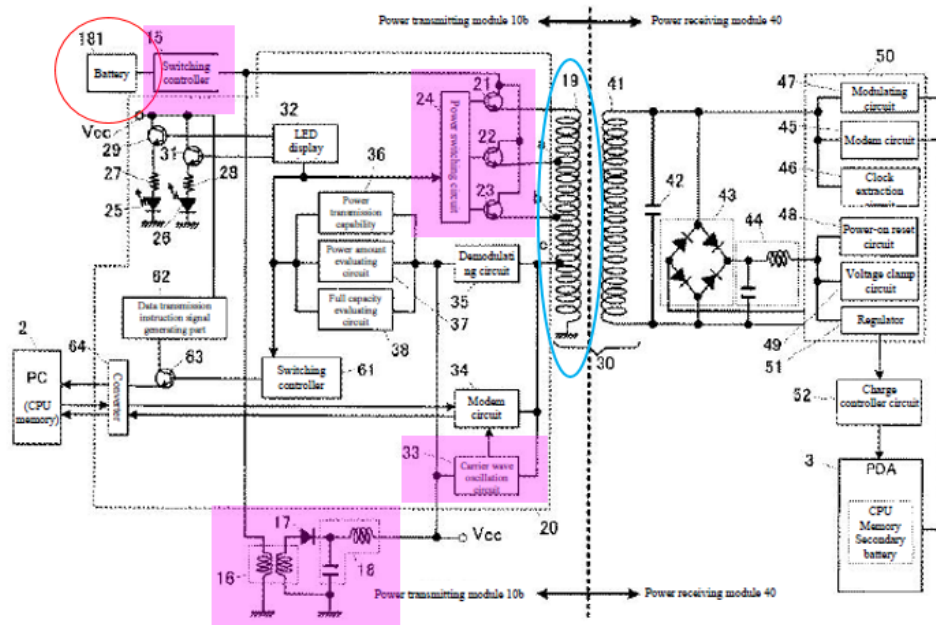 Power transmitting module 10b
Power receiving module 40
181
15
Battery
Switching
controller
24
21
22
23
Power switching circuit
19
41
47
50
Modulating
circuit
45
Modem circuit
46
Clock
extraction
circuit
48
Power-on reset
circuit
Voltage clamp
circuit
49
Regulator
51
Vcc
29
31
32
LED
display
27
28
25
26
36
Power
transmission
capability
Power amount
evaluating
circuit
37
Full capacity
evaluating
circuit
38
Demodulat
ing circuit
35
a
b
c
42
43
44
30
62
Data transmission
instruction signal
generating part
2
64
63
PC
(CPU
memory)
Converter
Switching
controller
61
34
Modem
circuit
33
Carrier wave
oscillation
circuit
52
Charge
controller circuit
3
PDA
CPU
Memory
Secondary
battery
20
16
17
18
Vcc
Power transmitting module 10b
Power receiving module 40